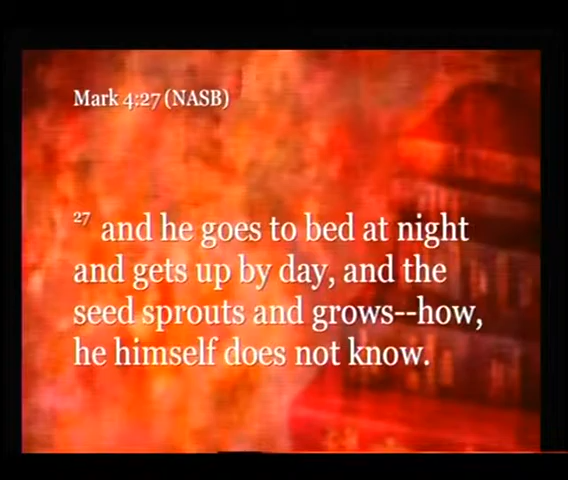 Mark 4:27 (NASB)
27 and he goes to bed at night
and gets up by day, and the
seed sprouts and grows--how,
he himself does not know.